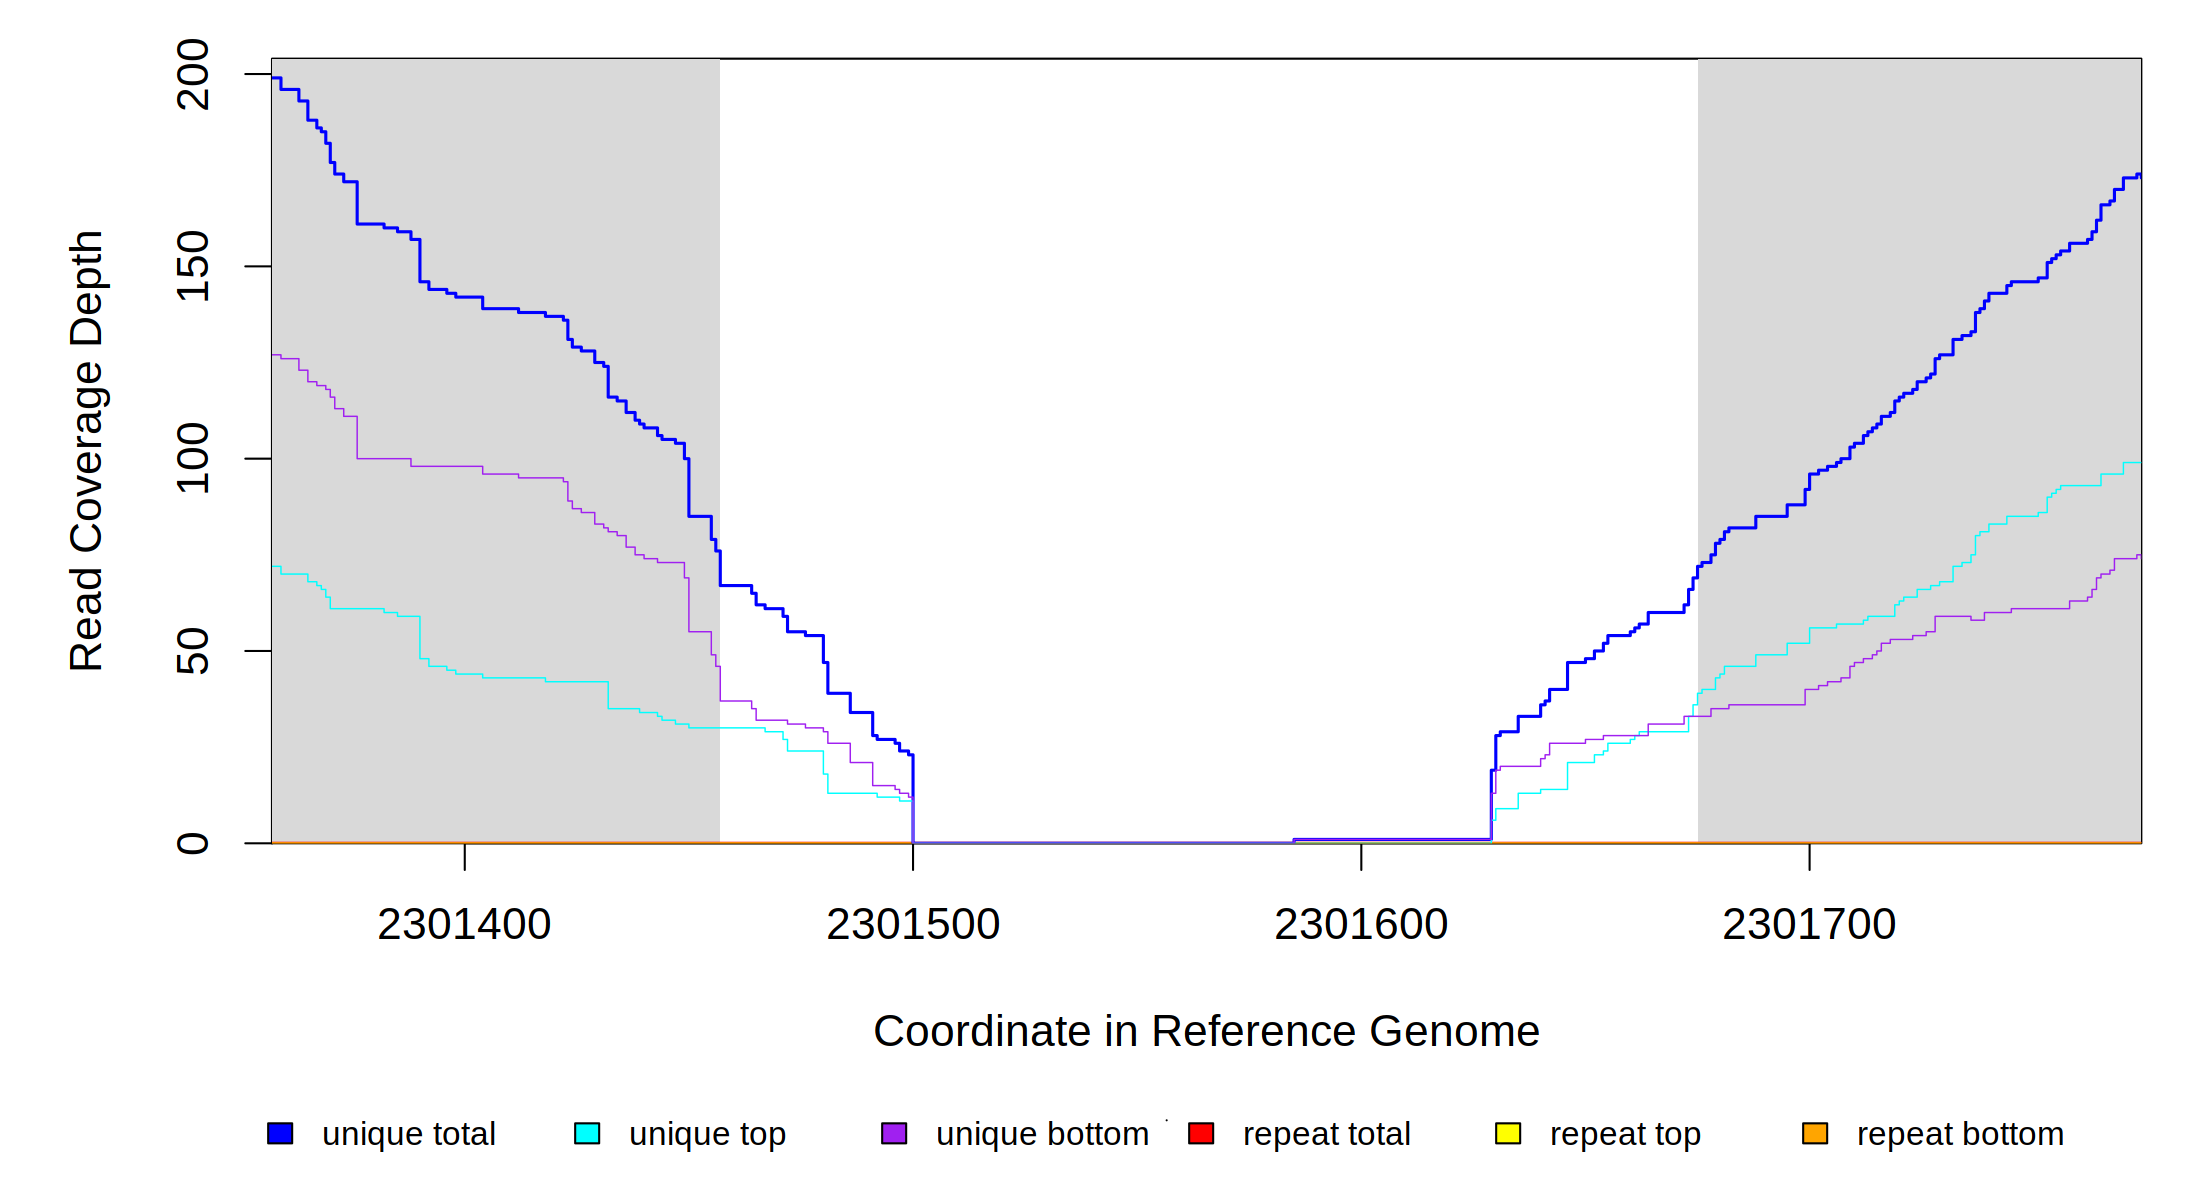 Read Coverage Depth
200
150
100
50
0
2301400 2301500 2301600 2301700
Coordinate in Reference Genome
unique total unique top unique bottom repeat total repeat top repeat bottom